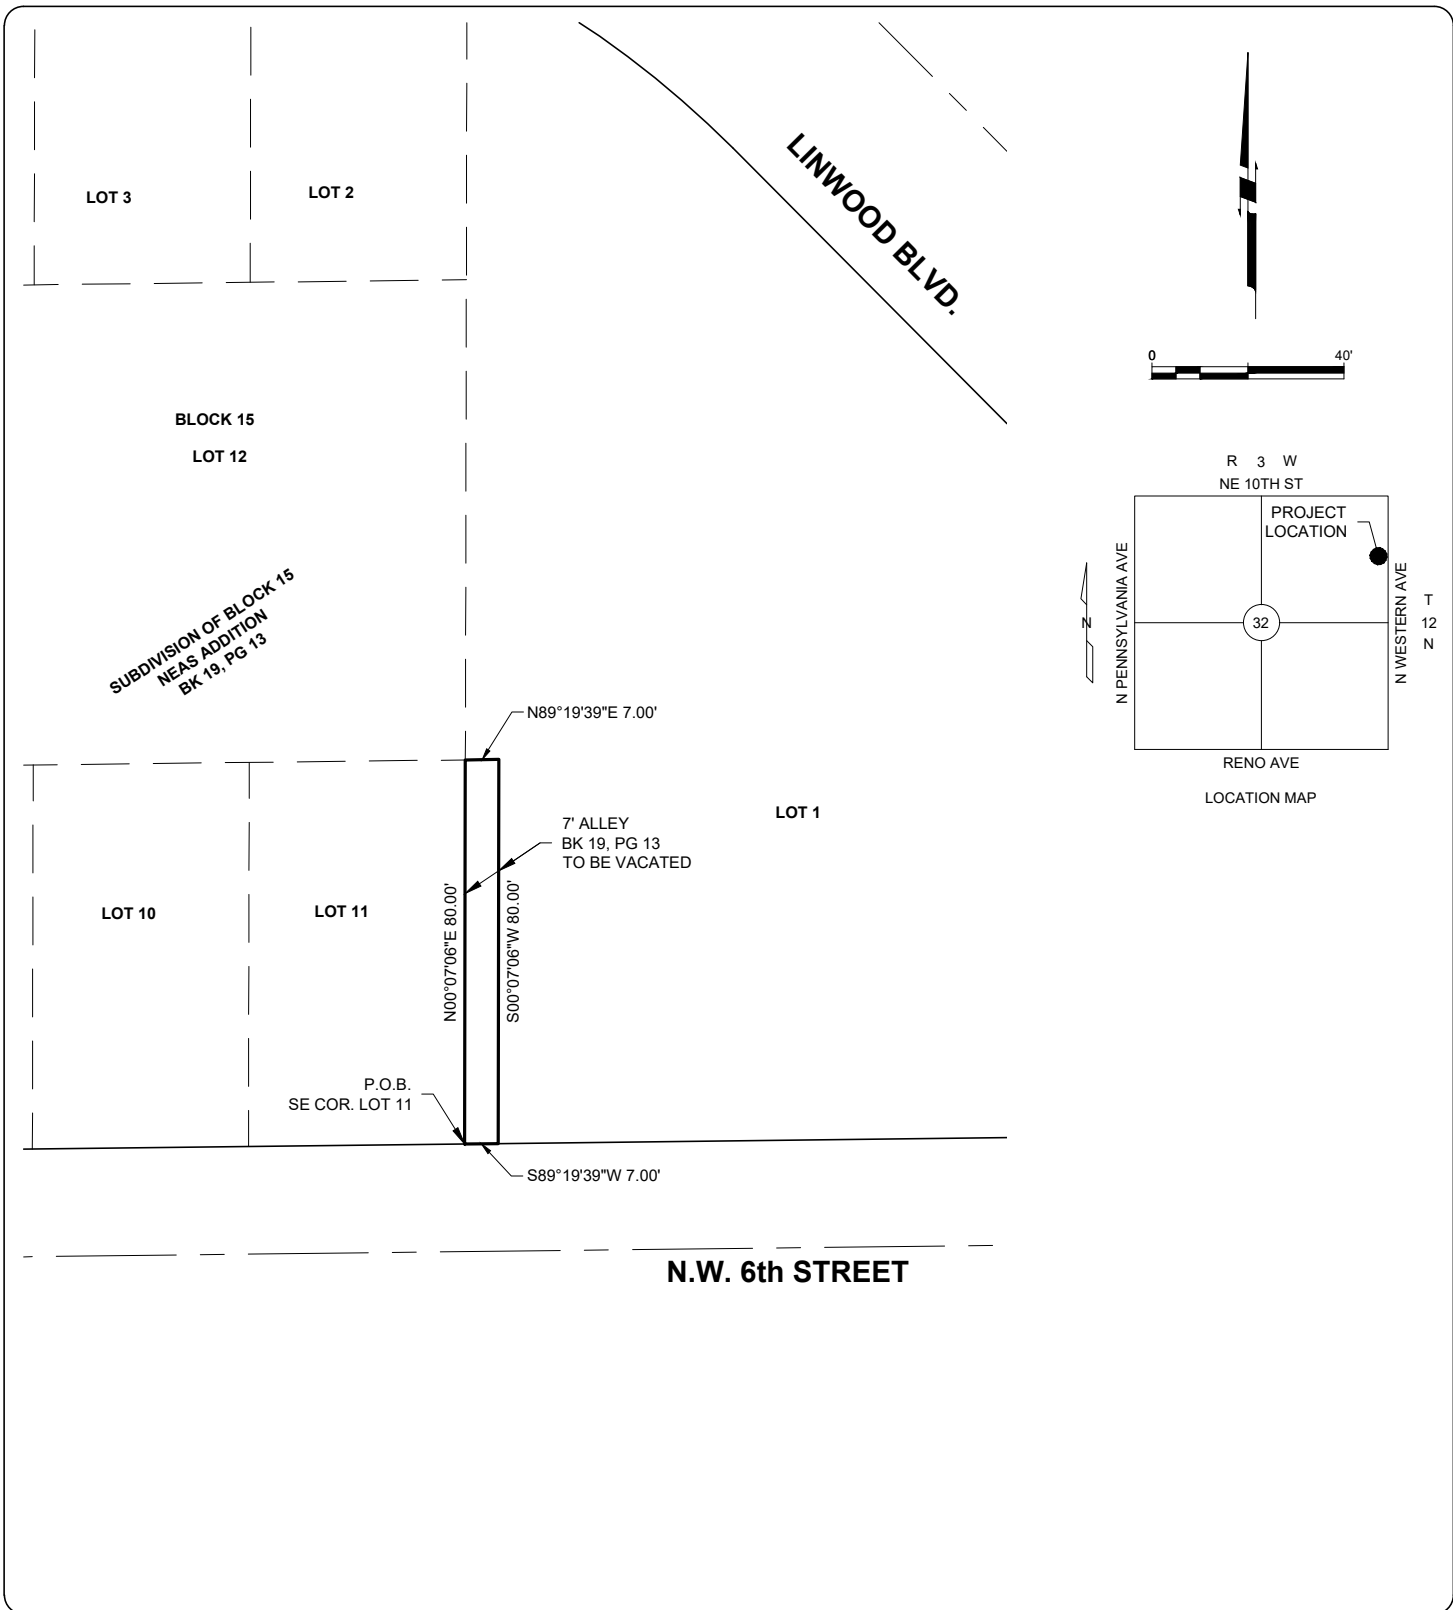 LOT 3
LOT 2
LINWOOD BLVD.
0 40'
BLOCK 15
LOT 12
R 3 W
NE 10TH ST
PROJECT
LOCATION
N PENNSYLVANIA AVE
N
32
N WESTERN AVE
T
12
N
RENO AVE
LOCATION MAP
SUBDIVISION OF BLOCK 15
NEAS ADDITION
BK 19, PG 13
N89°19'39"E 7.00'
LOT 1
7' ALLEY
BK 19, PG 13
TO BE VACATED
LOT 10
LOT 11
N00°07'06"E 80.00'
S00°07'06"W 80.00'
P.O.B.
SE COR. LOT 11
S89°19'39"W 7.00'
N.W. 6th STREET